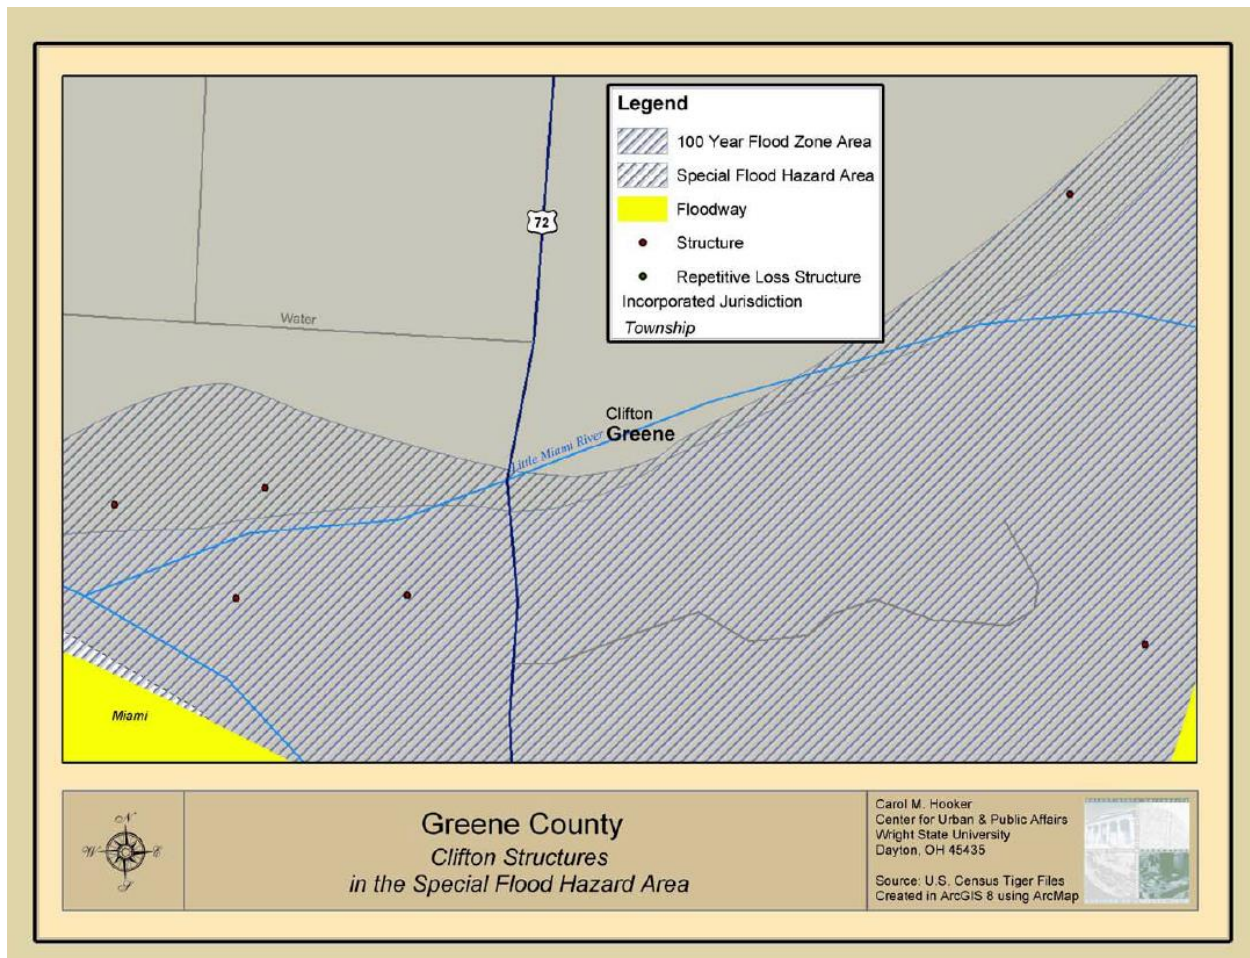 Legend
100 Year Flood Zone Area
Special Flood Hazard Area
Floodway
Structure
Repetitive Loss Structure
Incorporated Jurisdiction
Township
72
Water
Clifton
Greene
Little Miami River
Miami
N
W
E
S
Greene County
Clifton Structures
in the Special Flood Hazard Area
Carol M. Hooker
Center for Urban & Public Affairs
Wright State University
Dayton, OH 45435
Source: U.S. Census Tiger Files
Created in ArcGIS 8 using ArcMap